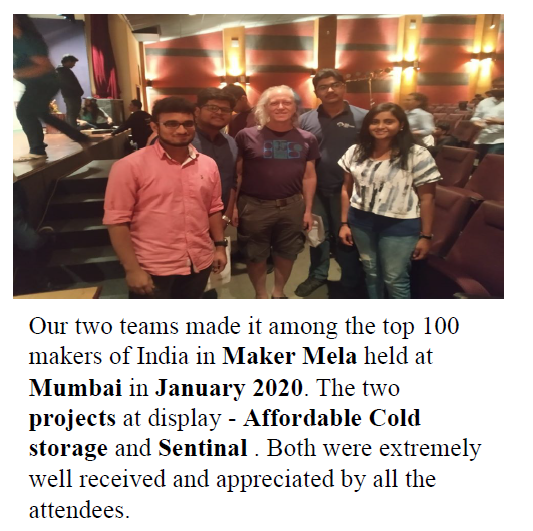 Our two teams made it among the top 100
makers of India in Maker Mela held at
Mumbai in January 2020. The two
projects at display - Affordable Cold
storage and Sentinal . Both were extremely
well received and appreciated by all the
attendees.